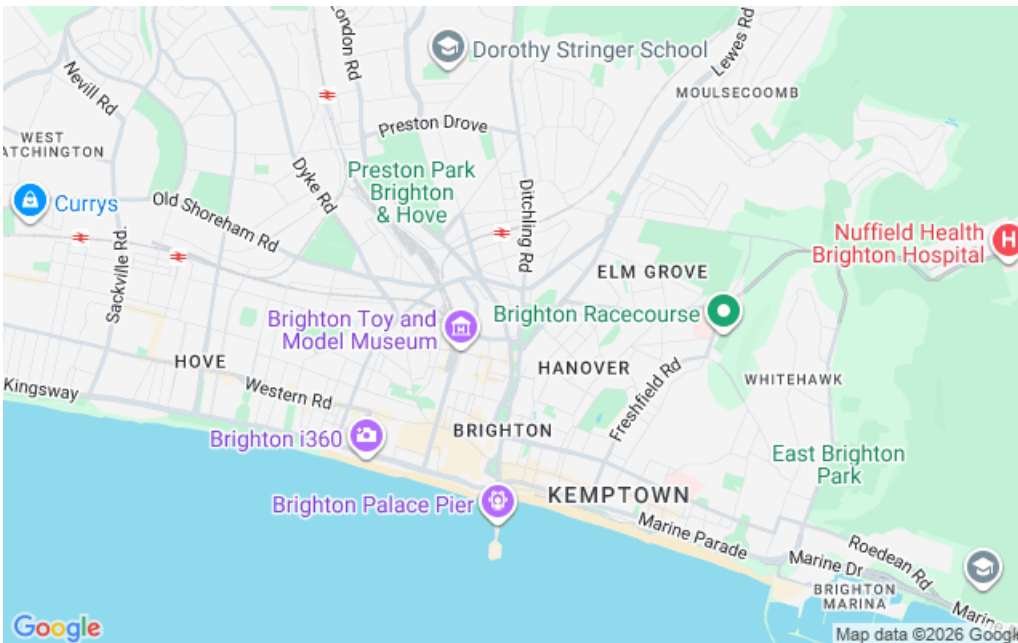 London Rd
Dorothy Stringer School
Lewes Rd
Nevill Rd
MOULSECOOMB
Preston Drove
WEST
ATCHINGTON
Preston Park
Brighton
& Hove
Dyke Rd
Ditchling Rd
Currys
Old Shoreham Rd
Sackville Rd.
Nuffield Health
Brighton Hospital
H
ELM GROVE
Brighton Racecourse
Brighton Toy and
Model Museum
HOVE
HANOVER
Freshfield Rd
WHITEHAWK
Kingsway
Western Rd
Brighton i360
BRIGHTON
East Brighton
Park
Brighton Palace Pier
KEMPTOWN
Marine Parade
Roedean Rd
Marine Dr
BRIGHTON
MARINA
Marine
Google
Map data ©2026 Google